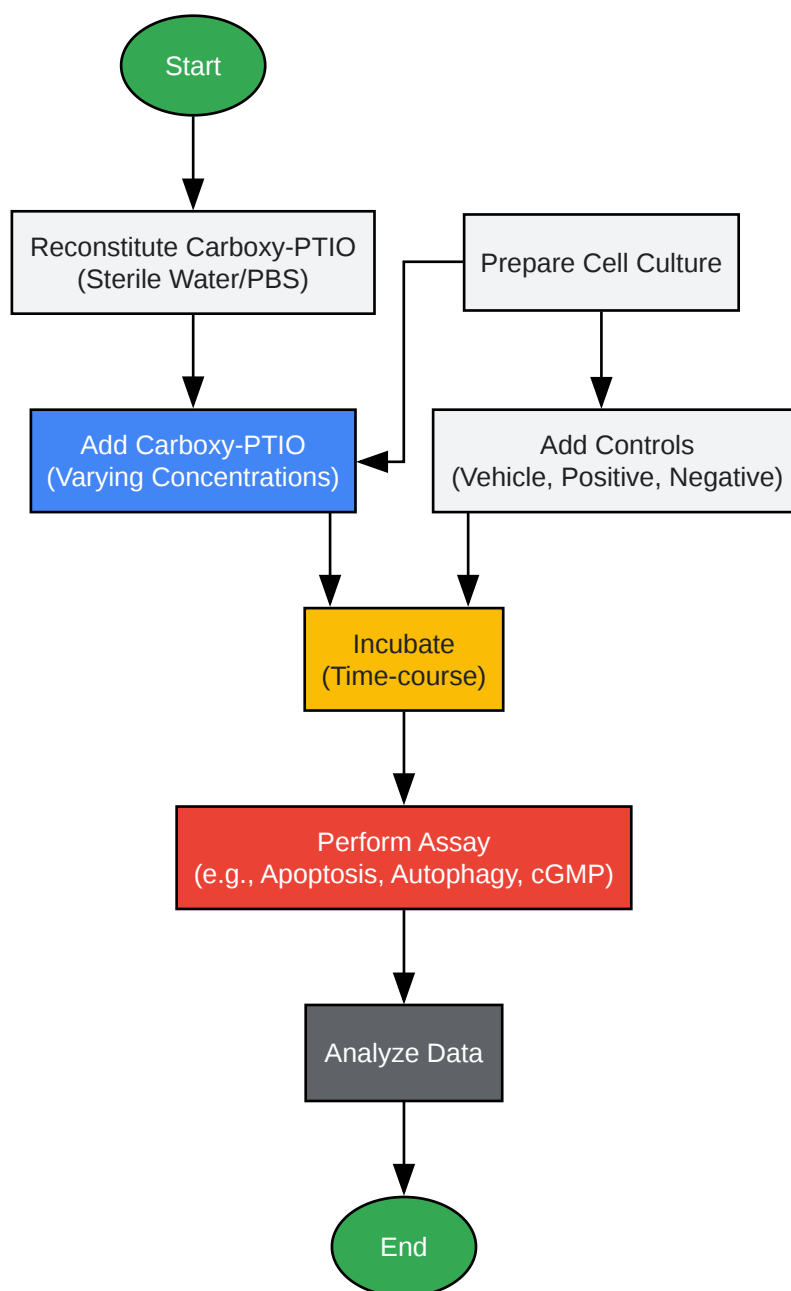 Start
Reconstitute Carboxy-PTIO
(Sterile Water/PBS)
Prepare Cell Culture
Add Carboxy-PTIO
(Varying Concentrations)
Add Controls
(Vehicle, Positive, Negative)
Incubate
(Time-course)
Perform Assay
(e.g., Apoptosis, Autophagy, cGMP)
Analyze Data
End